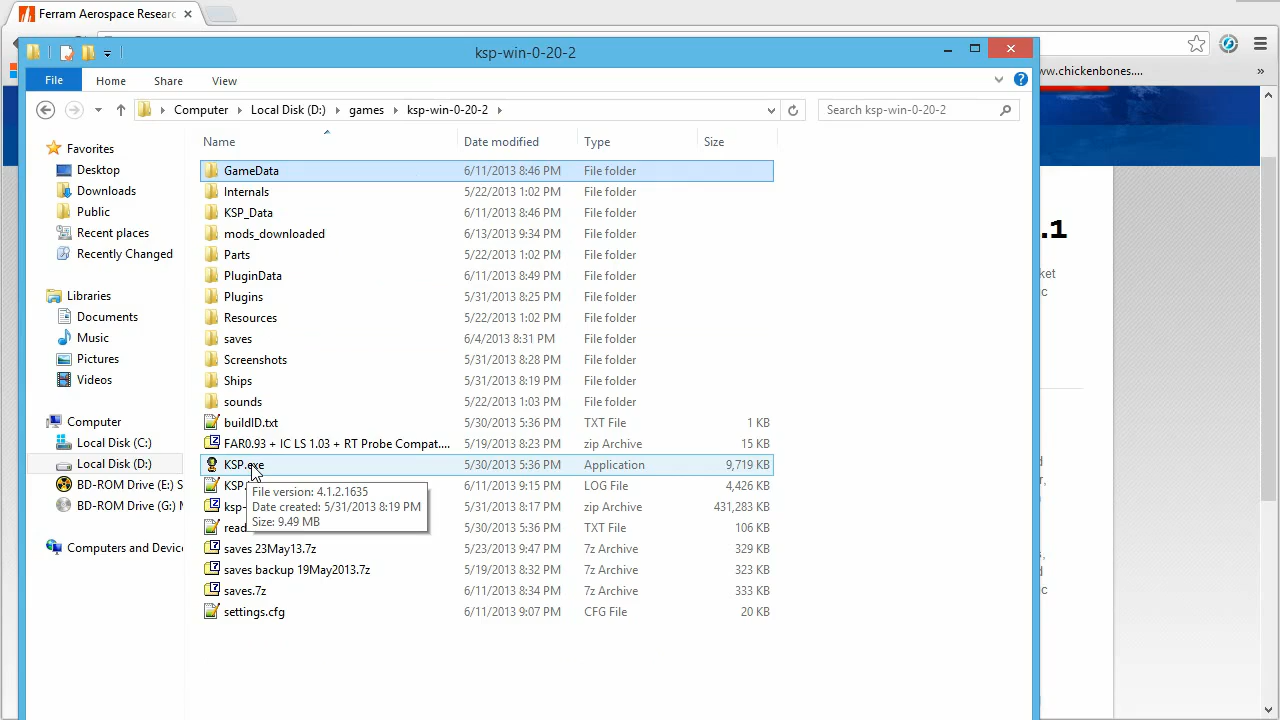 Ferram Aerospace Researc
ksp-win-0-20-2
File Home Share View
ww.chickenbones.... »
Computer Local Disk (D:) games ksp-win-0-20-2 Search ksp-win-0-20-2
Name Date modified Type Size
Favorites
Desktop
Downloads
Public
Recent places
Recently Changed
Libraries
Documents
Music
Pictures
Videos
Computer
Local Disk (C:)
Local Disk (D:)
BD-ROM Drive (E:) S
BD-ROM Drive (G:) M
Computers and Device
GameData 6/11/2013 8:46 PM File folder
Internals 5/22/2013 1:02 PM File folder
KSP_Data 6/11/2013 8:46 PM File folder
mods_downloaded 6/13/2013 9:34 PM File folder
Parts 5/22/2013 1:02 PM File folder
PluginData 6/11/2013 8:49 PM File folder
Plugins 5/31/2013 8:25 PM File folder
Resources 5/22/2013 1:02 PM File folder
saves 6/4/2013 8:31 PM File folder
Screenshots 5/31/2013 8:28 PM File folder
Ships 5/31/2013 8:19 PM File folder
sounds 5/22/2013 1:03 PM File folder
buildID.txt 5/30/2013 5:36 PM TXT File 1 KB
FAR0.93 + IC LS 1.03 + RT Probe Compat.... 5/19/2013 8:23 PM zip Archive 15 KB
KSP.exe 5/30/2013 5:36 PM Application 9,719 KB
KSP. 6/11/2013 9:15 PM LOG File 4,426 KB
ksp- 5/31/2013 8:17 PM zip Archive 431,283 KB
read 5/30/2013 5:36 PM TXT File 106 KB
saves 23May13.7z 5/23/2013 9:47 PM 7z Archive 329 KB
saves backup 19May2013.7z 5/19/2013 8:32 PM 7z Archive 323 KB
saves.7z 6/11/2013 8:34 PM 7z Archive 333 KB
settings.cfg 6/11/2013 9:07 PM CFG File 20 KB
File version: 4.1.2.1635
Date created: 5/31/2013 8:19 PM
Size: 9.49 MB
.1
ket
c